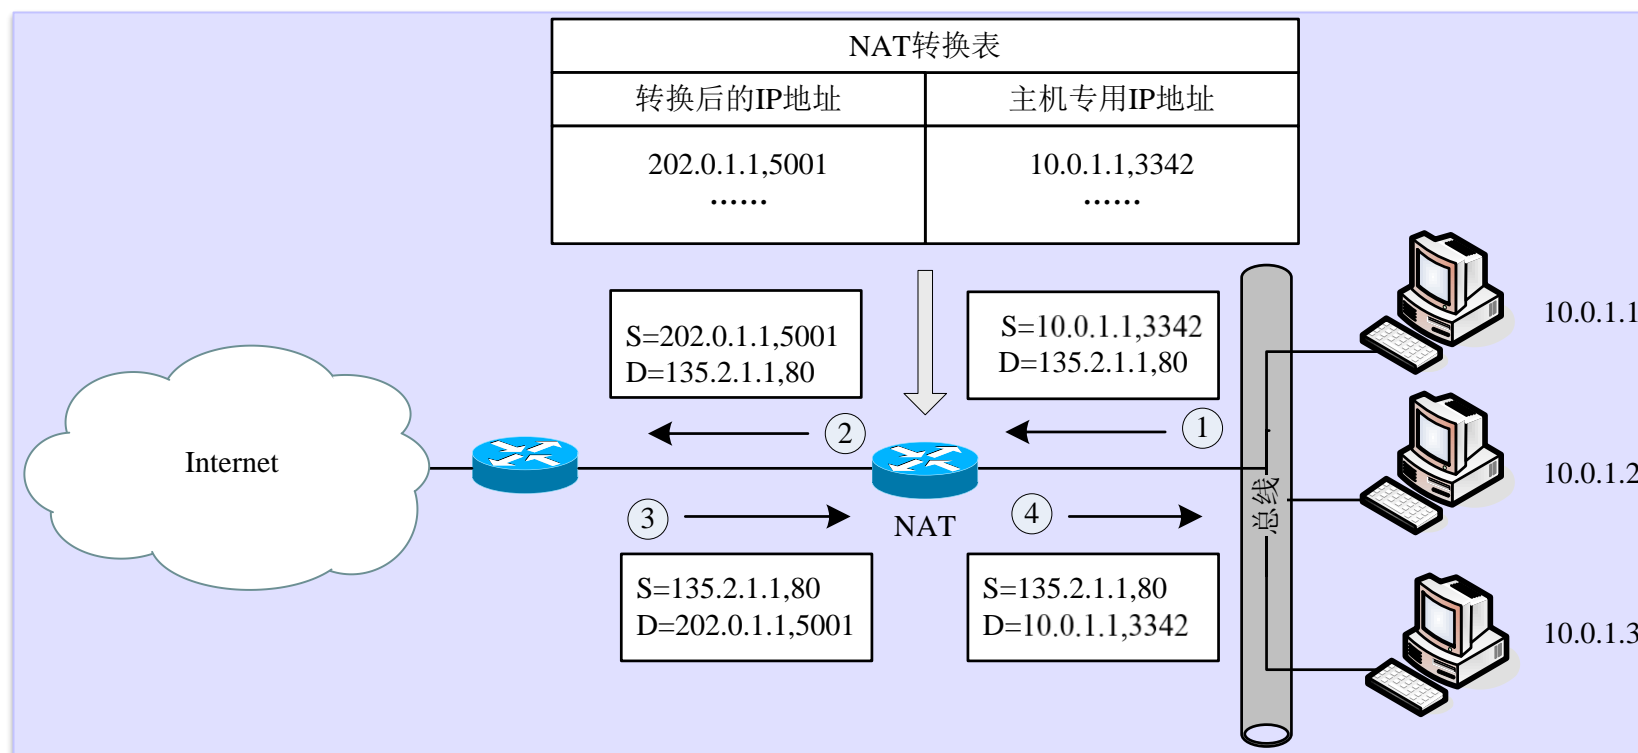 NAT转换表
转换后的IP地址
主机专用IP地址
202.0.1.1,5001
10.0.1.1,3342
……
……
S=202.0.1.1,5001
D=135.2.1.1,80
S=10.0.1.1,3342
D=135.2.1.1,80
10.0.1.1
②
①
Internet
10.0.1.2
③
NAT
④
总线
S=135.2.1.1,80
D=202.0.1.1,5001
S=135.2.1.1,80
D=10.0.1.1,3342
10.0.1.3